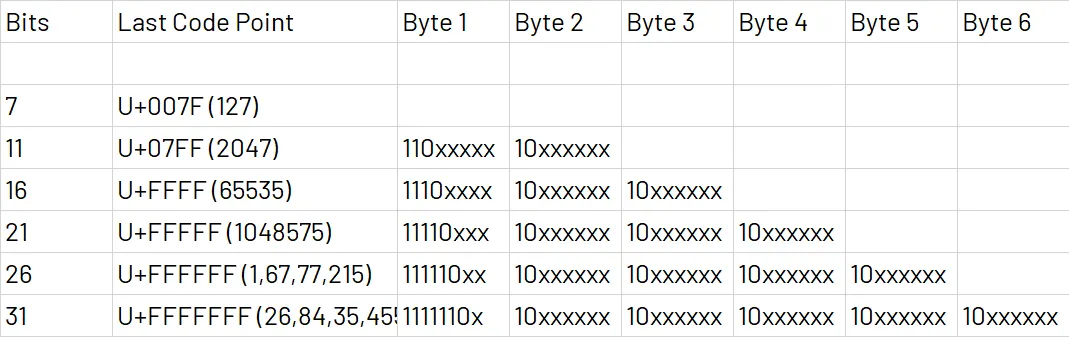 Bits Last Code Point Byte 1 Byte 2 Byte 3 Byte 4 Byte 5 Byte 6
7 U+007F (127)
11 U+07FF (2047) 110xxxxx 10xxxxxx
16 U+FFFF (65535) 1110xxxx 10xxxxxx 10xxxxxx
21 U+FFFFF (1048575) 11110xxx 10xxxxxx 10xxxxxx 10xxxxxx
26 U+FFFFFF (1,67,77,215) 111110xx 10xxxxxx 10xxxxxx 10xxxxxx 10xxxxxx
31 U+FFFFFFF (26,84,35,455 1111110x 10xxxxxx 10xxxxxx 10xxxxxx 10xxxxxx 10xxxxxx